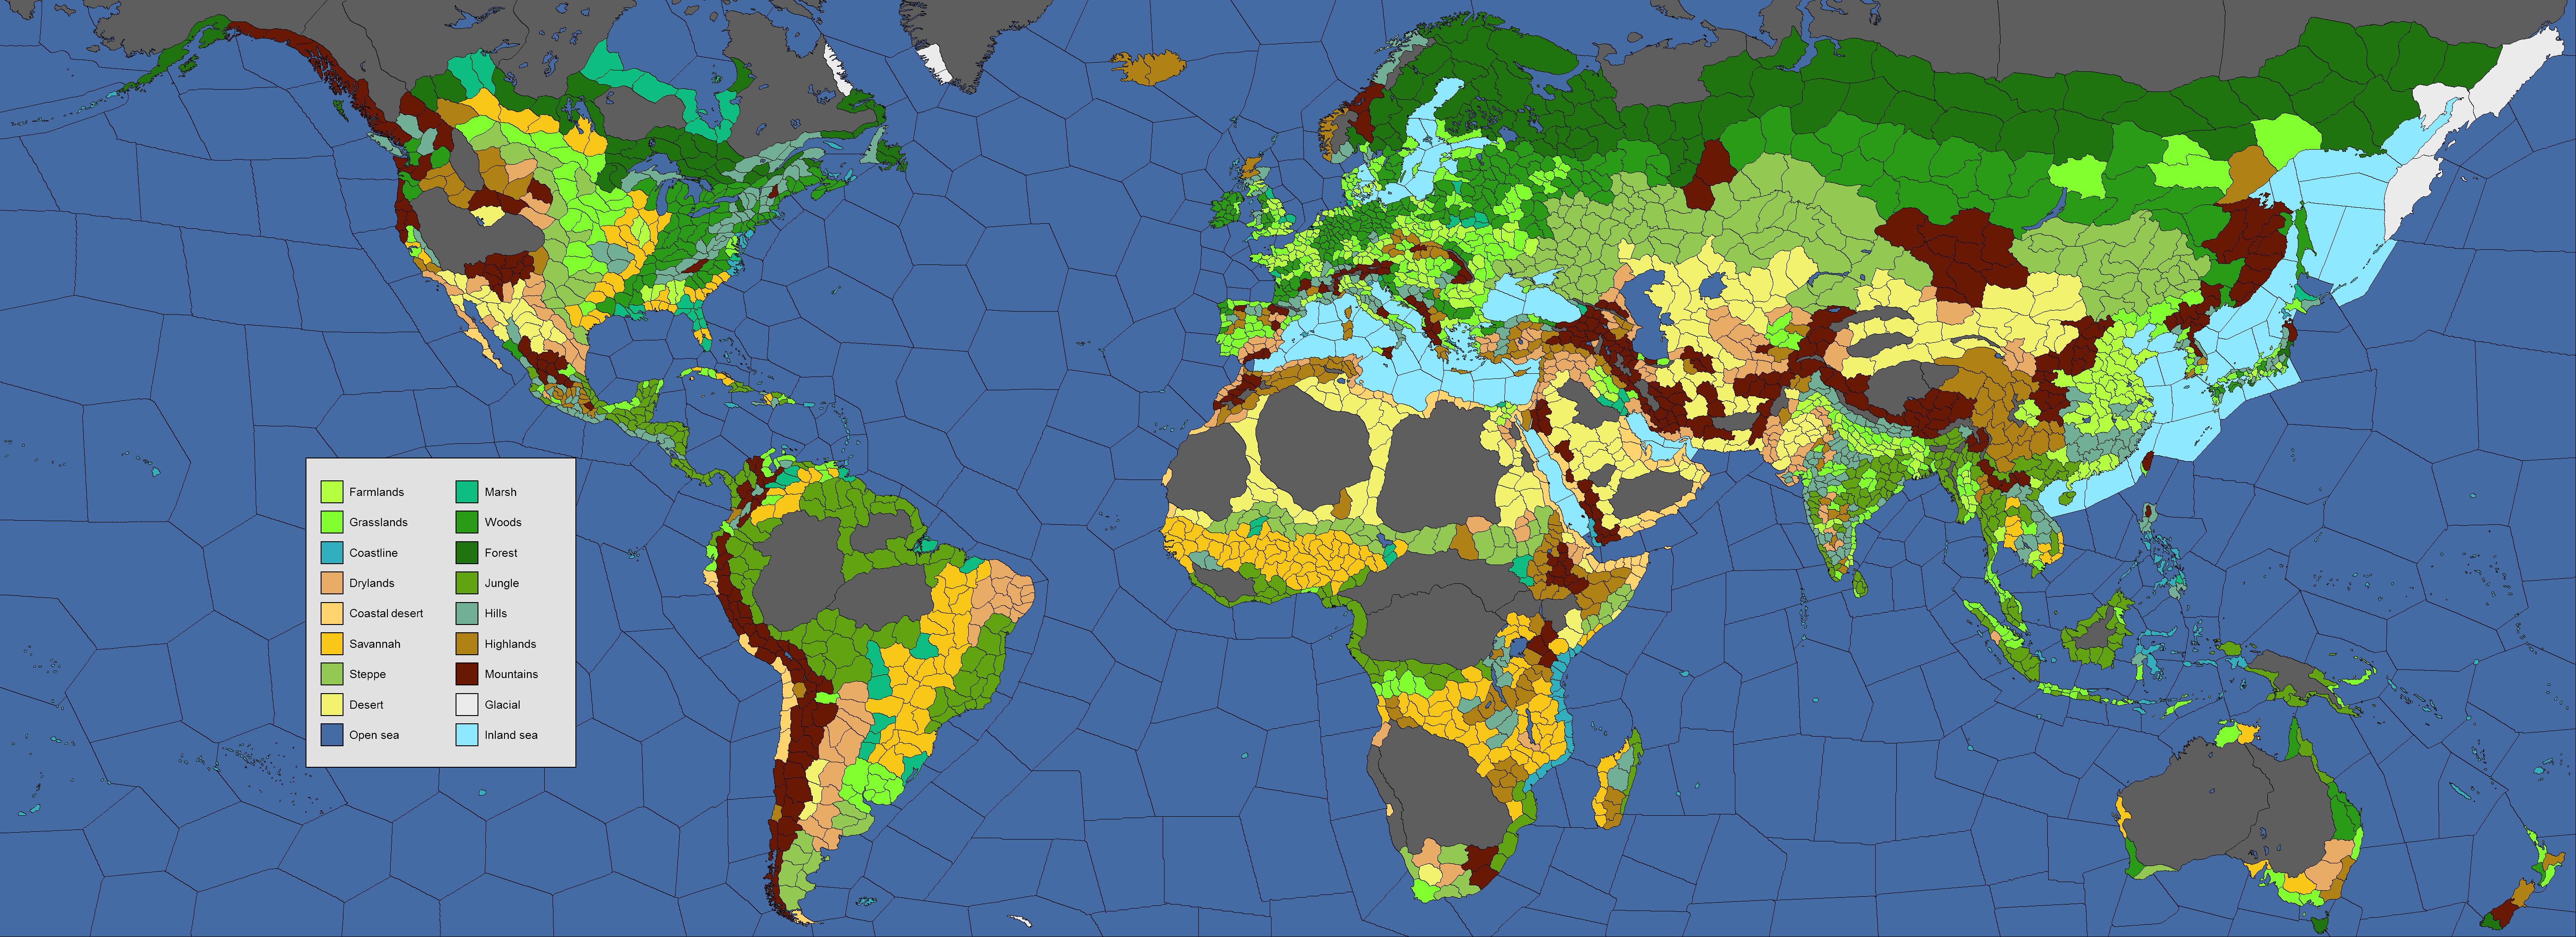 Farmlands
Grasslands
Coastline
Drylands
Coastal desert
Savannah
Steppe
Desert
Open sea
Marsh
Woods
Forest
Jungle
Hills
Highlands
Mountains
Glacial
Inland sea